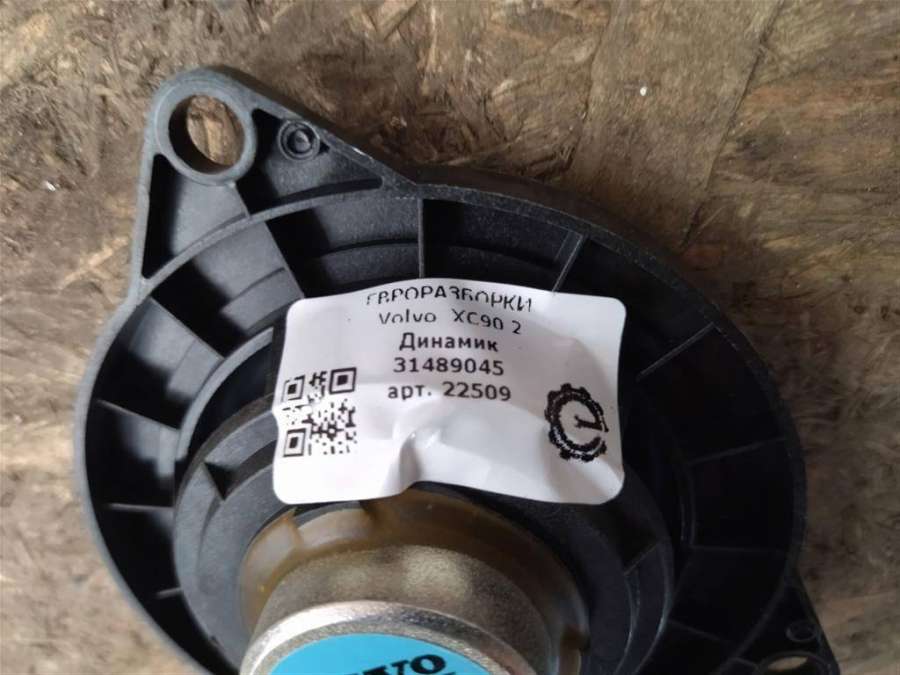 ЕВРОРАЗБОРКИ
Volvo XC90 2
Динамик
31489045
арт. 22509